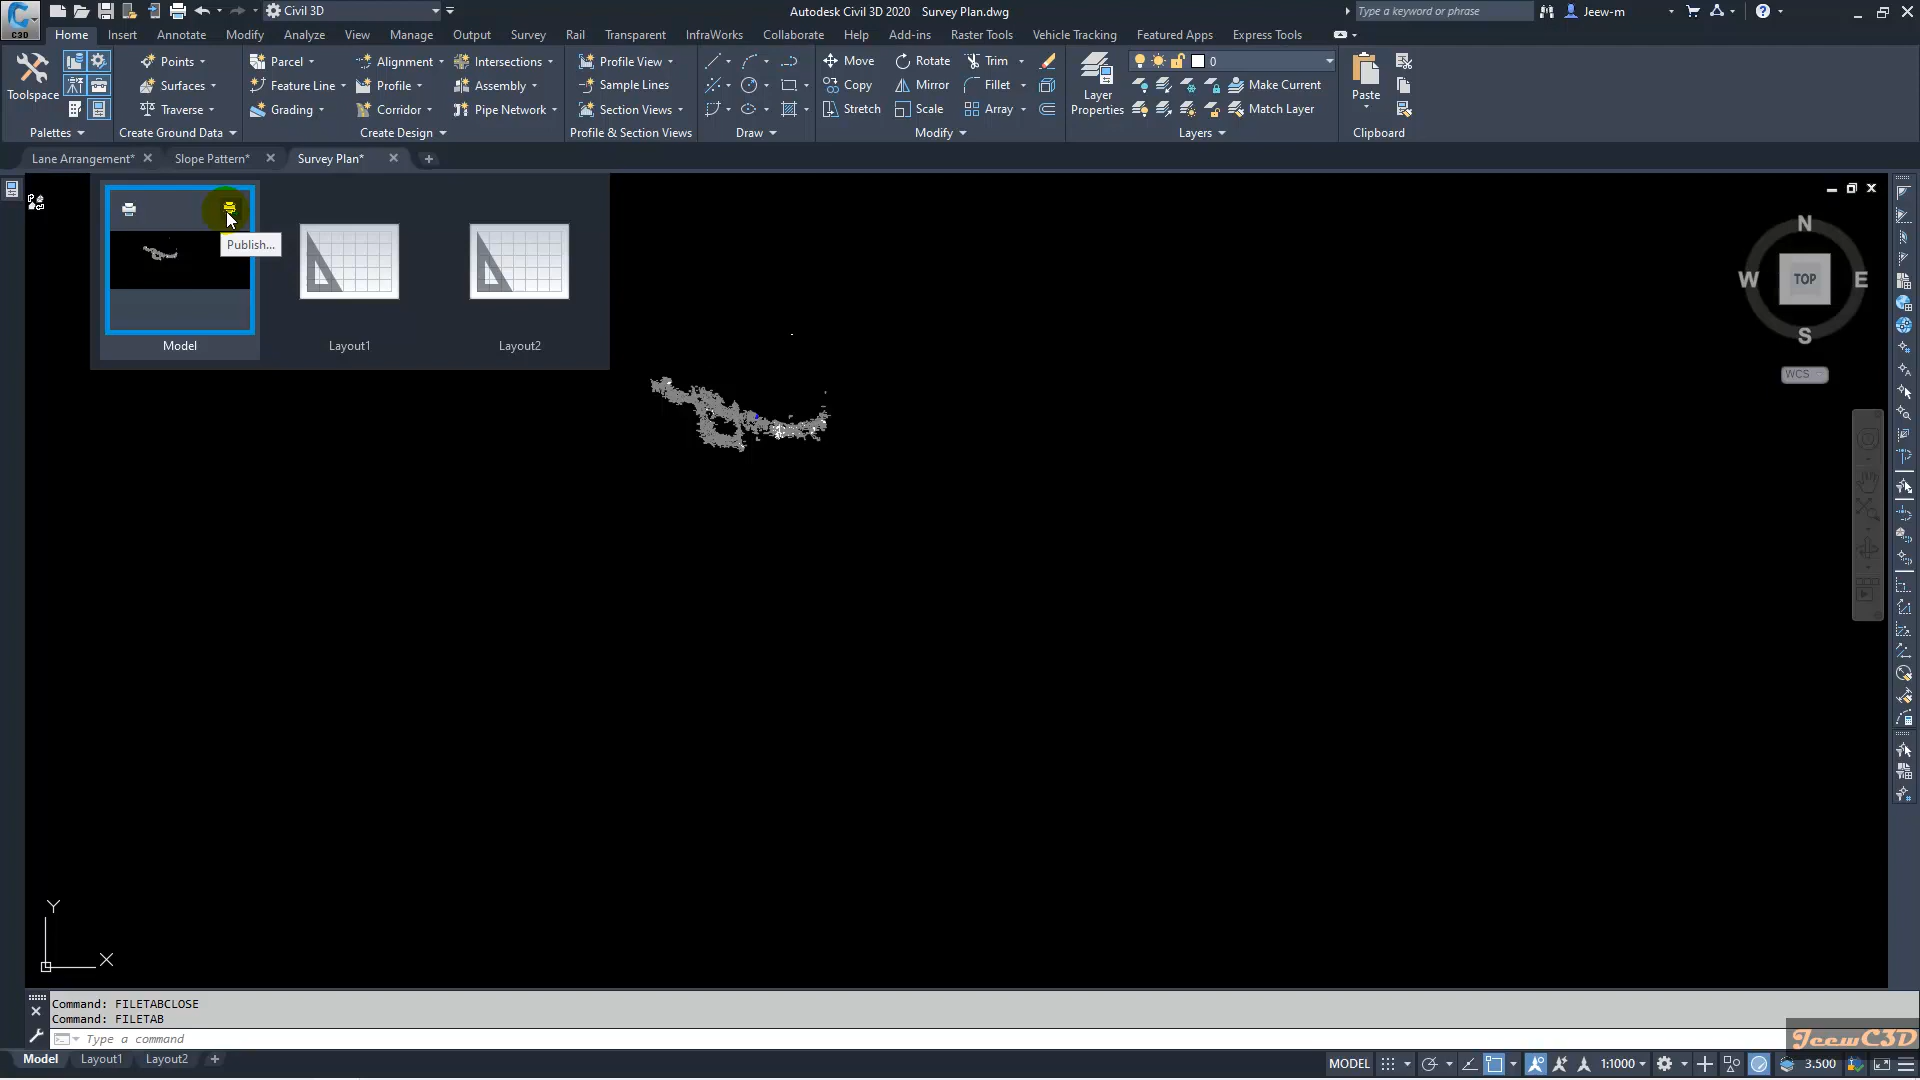 C3D
Civil 3D
Autodesk Civil 3D 2020 Survey Plan.dwg
Type a keyword or phrase
Jeew-m
Home Insert Annotate Modify Analyze View Manage Output Survey Rail Transparent InfraWorks Collaborate Help Add-ins Raster Tools Vehicle Tracking Featured Apps Express Tools
Points Parcel Alignment Intersections Profile View Move Rotate Trim 0
Toolspace Surfaces Feature Line Profile Assembly Sample Lines Copy Mirror Fillet Layer Properties Make Current Paste
Traverse Grading Corridor Pipe Network Section Views Stretch Scale Array Match Layer
Palettes Create Ground Data Create Design Profile & Section Views Draw Modify Layers Clipboard
Lane Arrangement* Slope Pattern* Survey Plan*
Publish...
Model Layout1 Layout2
N
W TOP E
S
WCS
Y
X
Command: FILETABCLOSE
Command: FILETAB
Type a command
JeewC3D
Model Layout1 Layout2
MODEL 1:1000 3.500